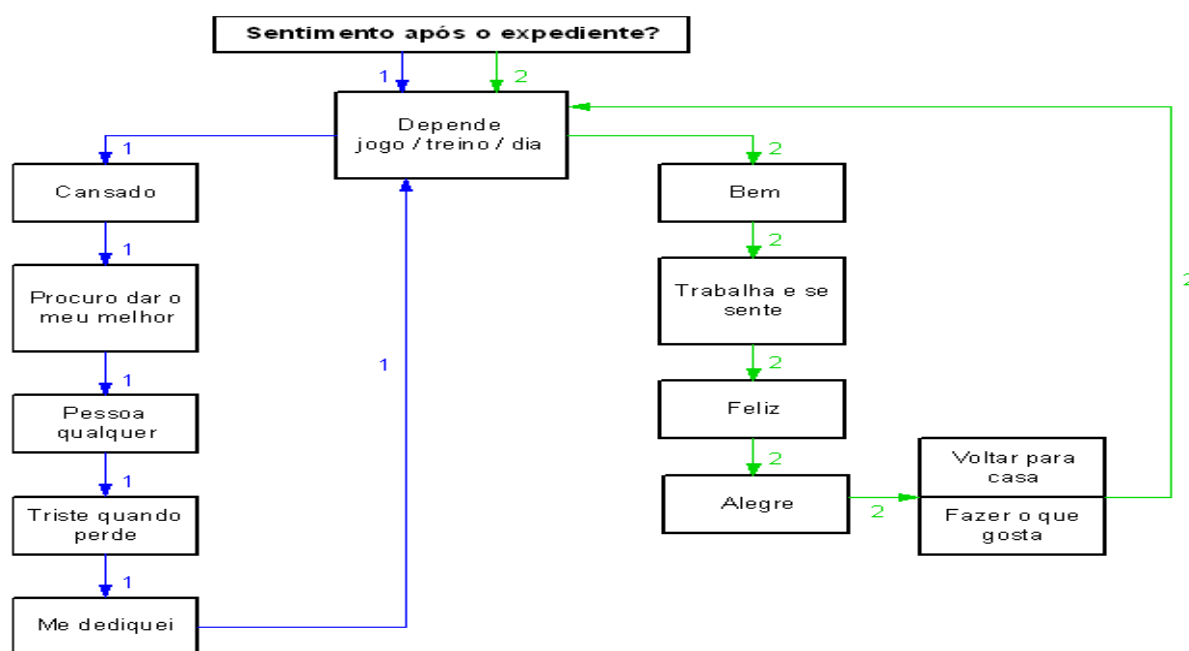 Sentimento após o expediente?
1
2
Depende
jogo / treino / dia
1
Cansado
1
Procuro dar o
meu melhor
1
Pessoa
qualquer
1
Triste quando
perde
1
Me dediquei
1
2
Bem
2
Trabalha e se
sente
2
Feliz
2
Alegre
2
Voltar para
casa
Fazer o que
gosta
2